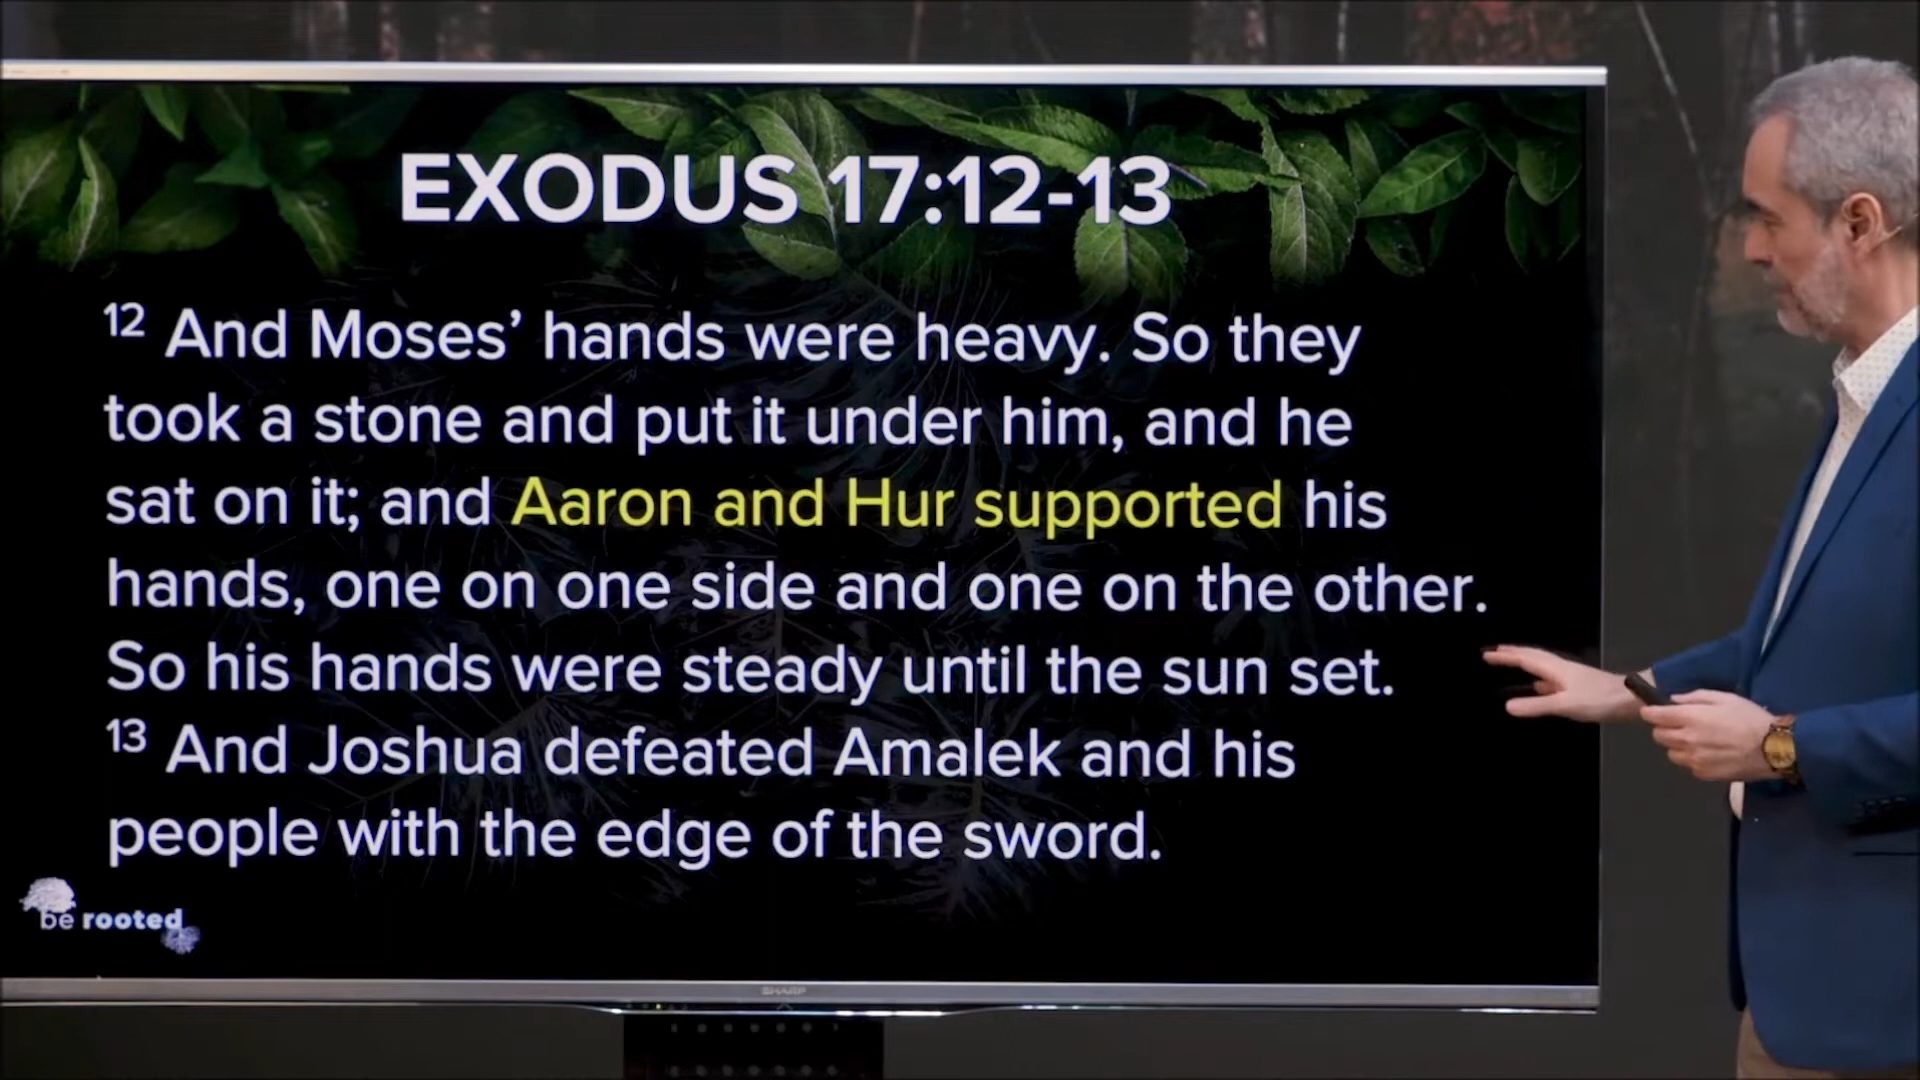 EXODUS 17:12-13
12 And Moses’ hands were heavy. So they
took a stone and put it under him, and he
sat on it; and Aaron and Hur supported his
hands, one on one side and one on the other.
So his hands were steady until the sun set.
13 And Joshua defeated Amalek and his
people with the edge of the sword.
be rooted
SHARP